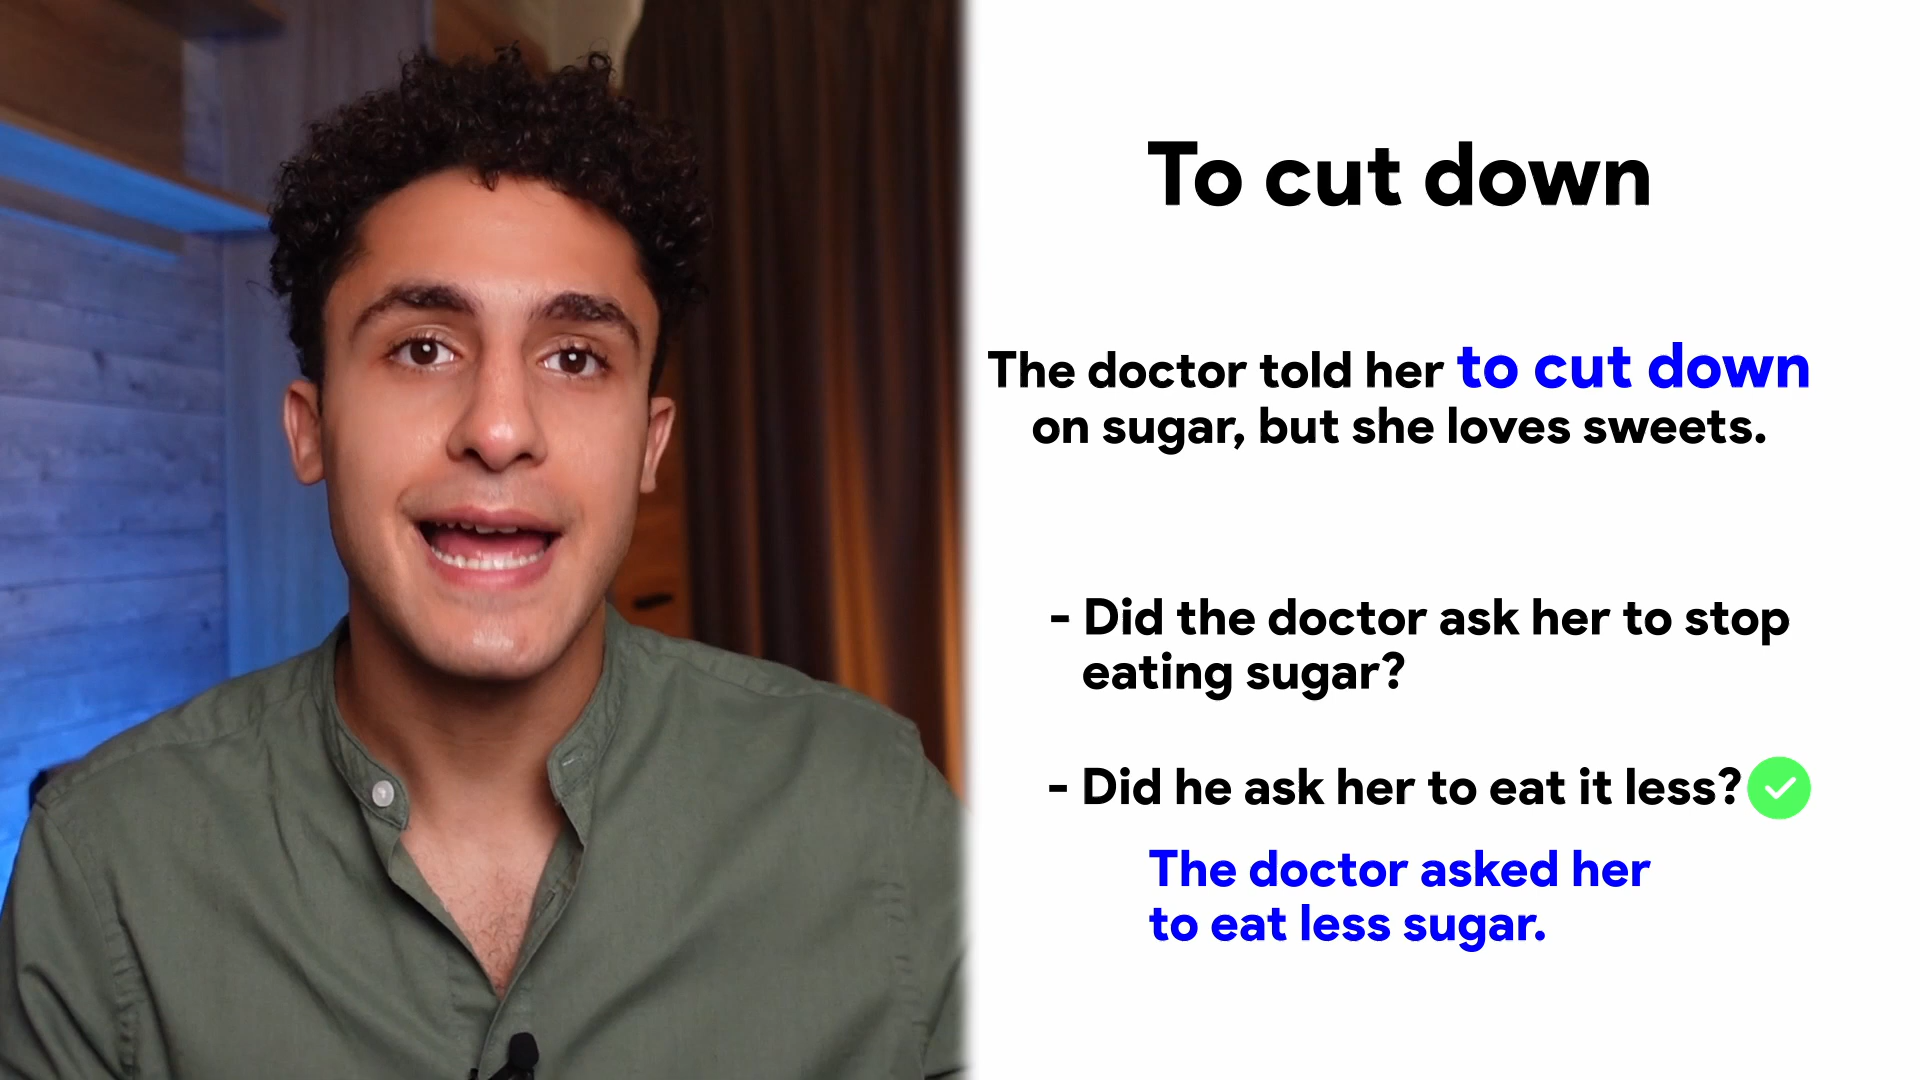 To cut down
The doctor told her to cut down
on sugar, but she loves sweets.
- Did the doctor ask her to stop
eating sugar?
- Did he ask her to eat it less?
The doctor asked her
to eat less sugar.